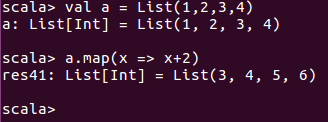 scala> val a = List(1,2,3,4)
a: List[Int] = List(1, 2, 3, 4)
scala> a.map(x => x+2)
res41: List[Int] = List(3, 4, 5, 6)
scala>